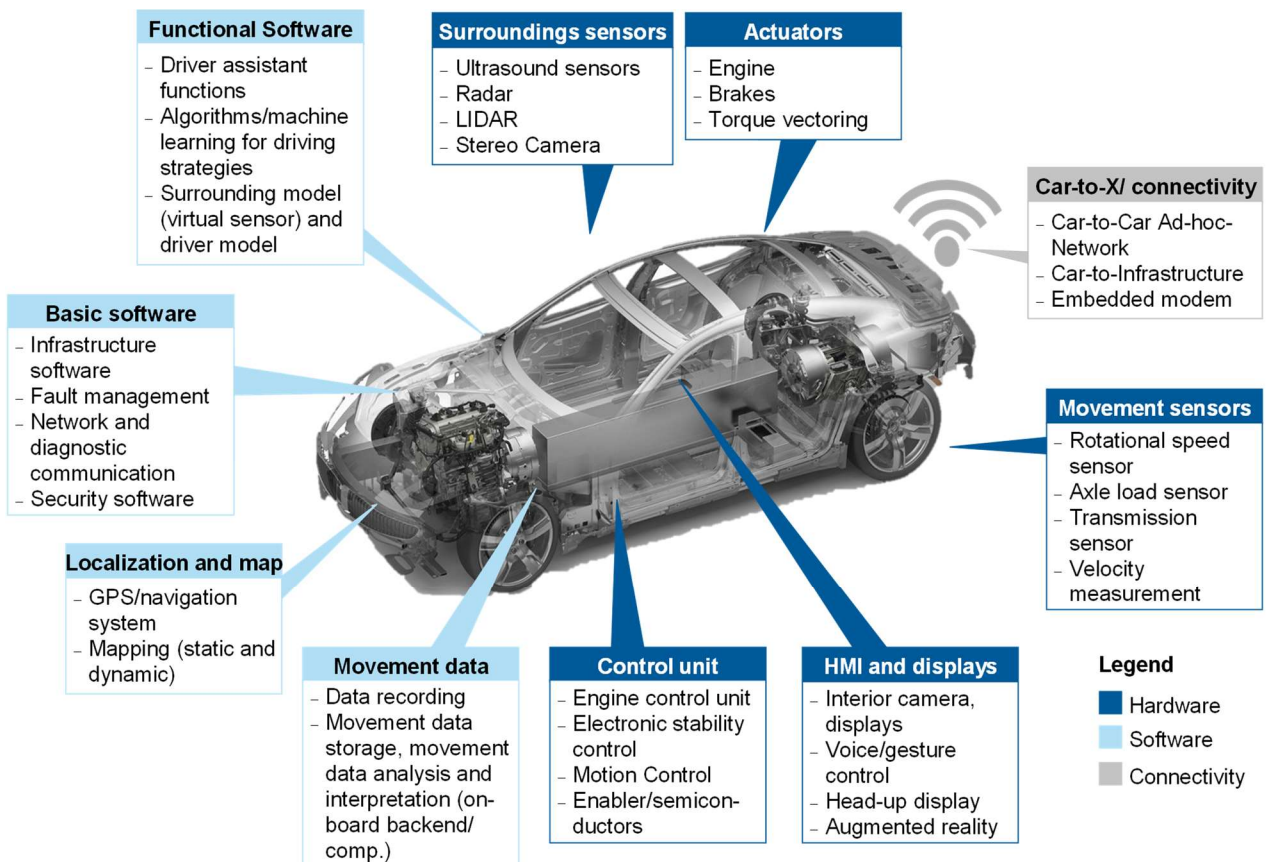 Functional Software
– Driver assistant
functions
– Algorithms/machine
learning for driving
strategies
– Surrounding model
(virtual sensor) and
driver model
Surroundings sensors
– Ultrasound sensors
– Radar
– LIDAR
– Stereo Camera
Actuators
– Engine
– Brakes
– Torque vectoring
Car-to-X/ connectivity
– Car-to-Car Ad-hoc-
Network
– Car-to-Infrastructure
– Embedded modem
Basic software
– Infrastructure
software
– Fault management
– Network and
diagnostic
communication
– Security software
Movement sensors
– Rotational speed
sensor
– Axle load sensor
– Transmission
sensor
– Velocity
measurement
Localization and map
– GPS/navigation
system
– Mapping (static and
dynamic)
Movement data
– Data recording
– Movement data
storage, movement
data analysis and
interpretation (on-
board backend/
comp.)
Control unit
– Engine control unit
– Electronic stability
control
– Motion Control
– Enabler/semicon-
ductors
HMI and displays
– Interior camera,
displays
– Voice/gesture
control
– Head-up display
– Augmented reality
Legend
Hardware
Software
Connectivity